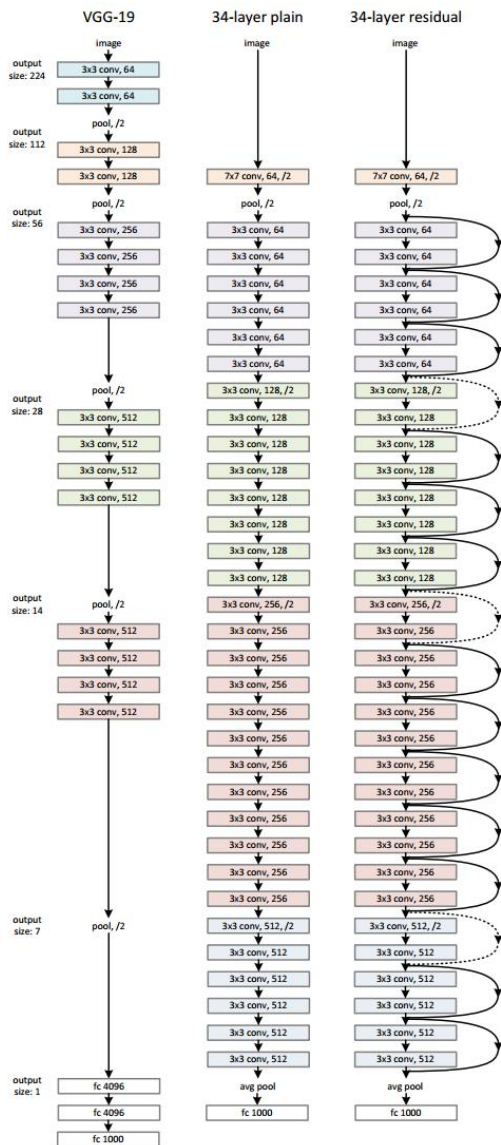 output
size: 224
output
size: 112
output
size: 56
output
size: 28
output
size: 14
output
size: 7
output
size: 1
VGG-19
image
3x3 conv, 64
3x3 conv, 64
pool, /2
3x3 conv, 128
3x3 conv, 128
pool, /2
3x3 conv, 256
3x3 conv, 256
3x3 conv, 256
3x3 conv, 256
pool, /2
3x3 conv, 512
3x3 conv, 512
3x3 conv, 512
3x3 conv, 512
pool, /2
3x3 conv, 512
3x3 conv, 512
3x3 conv, 512
3x3 conv, 512
pool, /2
fc 4096
fc 4096
fc 1000
34-layer plain
image
7x7 conv, 64, /2
pool, /2
3x3 conv, 64
3x3 conv, 64
3x3 conv, 64
3x3 conv, 64
3x3 conv, 64
3x3 conv, 64
3x3 conv, 128, /2
3x3 conv, 128
3x3 conv, 128
3x3 conv, 128
3x3 conv, 128
3x3 conv, 128
3x3 conv, 128
3x3 conv, 128
3x3 conv, 256, /2
3x3 conv, 256
3x3 conv, 256
3x3 conv, 256
3x3 conv, 256
3x3 conv, 256
3x3 conv, 256
3x3 conv, 256
3x3 conv, 256
3x3 conv, 256
3x3 conv, 256
3x3 conv, 256
3x3 conv, 512, /2
3x3 conv, 512
3x3 conv, 512
3x3 conv, 512
3x3 conv, 512
3x3 conv, 512
avg pool
fc 1000
34-layer residual
image
7x7 conv, 64, /2
pool, /2
3x3 conv, 64
3x3 conv, 64
3x3 conv, 64
3x3 conv, 64
3x3 conv, 64
3x3 conv, 64
3x3 conv, 128, /2
3x3 conv, 128
3x3 conv, 128
3x3 conv, 128
3x3 conv, 128
3x3 conv, 128
3x3 conv, 128
3x3 conv, 128
3x3 conv, 256, /2
3x3 conv, 256
3x3 conv, 256
3x3 conv, 256
3x3 conv, 256
3x3 conv, 256
3x3 conv, 256
3x3 conv, 256
3x3 conv, 256
3x3 conv, 256
3x3 conv, 256
3x3 conv, 256
3x3 conv, 512, /2
3x3 conv, 512
3x3 conv, 512
3x3 conv, 512
3x3 conv, 512
3x3 conv, 512
avg pool
fc 1000